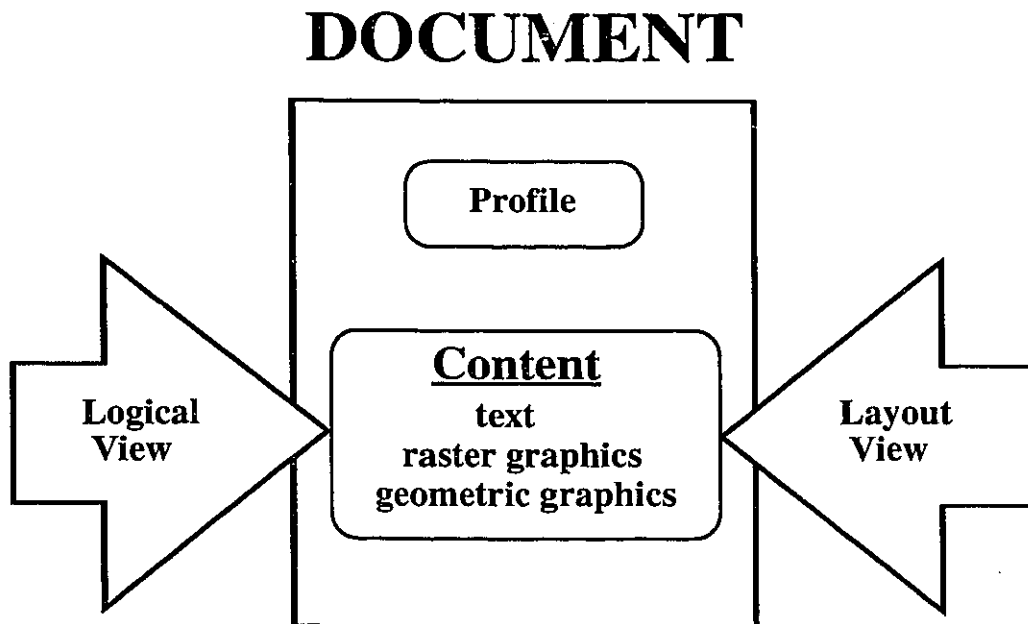 DOCUMENT
Profile
Content
text
raster graphics
geometric graphics
Logical
View
Layout
View